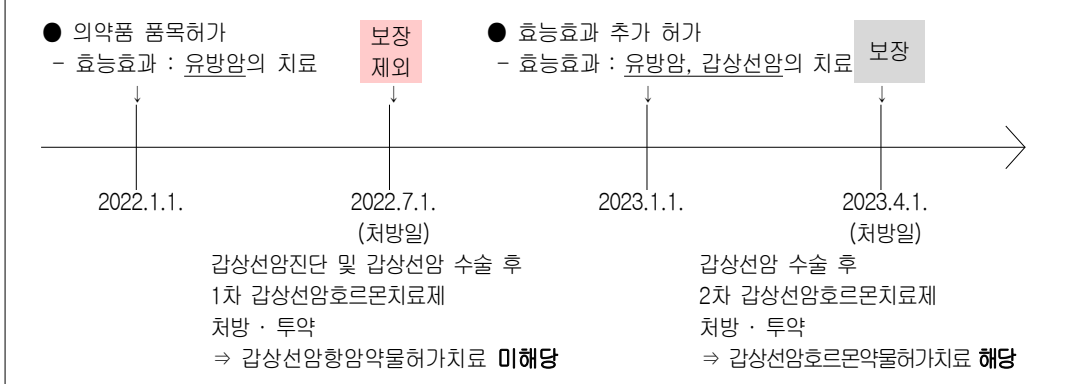 ● 의약품 품목허가
- 효능효과 : 유방암의 치료
보장
제외
● 효능효과 추가 허가
- 효능효과 : 유방암, 갑상선암의 치료
보장
↓
↓
↓
↓
2022.1.1.
2022.7.1.
(처방일)
갑상선암진단 및 갑상선암 수술 후
1차 갑상선암호르몬치료제
처방 · 투약
⇒ 갑상선암항암약물허가치료 미해당
2023.1.1.
2023.4.1.
(처방일)
갑상선암 수술 후
2차 갑상선암호르몬치료제
처방 · 투약
⇒ 갑상선암호르몬약물허가치료 해당